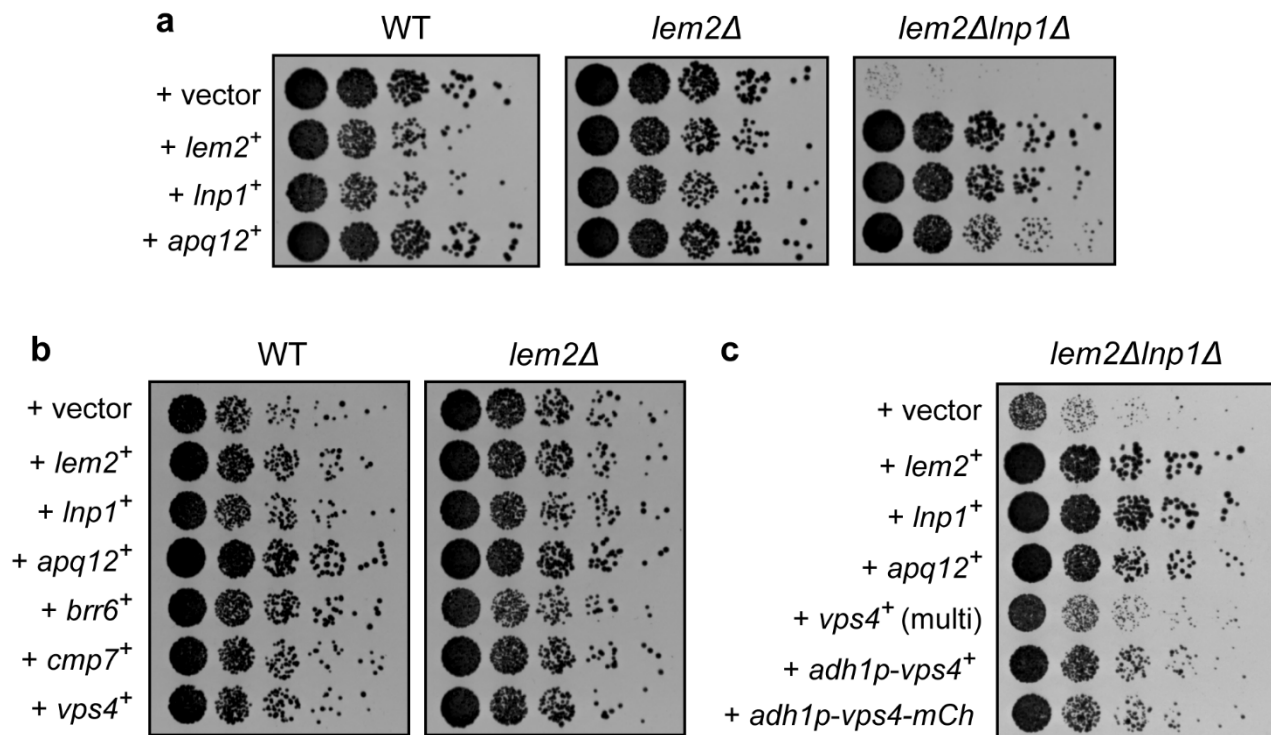 a
WT lem2Δ lem2Δlnp1Δ
+ vector
+ lem2⁺
+ lnp1⁺
+ apq12⁺
b
WT lem2Δ
+ vector
+ lem2⁺
+ lnp1⁺
+ apq12⁺
+ brr6⁺
+ cmp7⁺
+ vps4⁺
c
lem2Δlnp1Δ
+ vector
+ lem2⁺
+ lnp1⁺
+ apq12⁺
+ vps4⁺ (multi)
+ adh1p-vps4⁺
+ adh1p-vps4-mCh